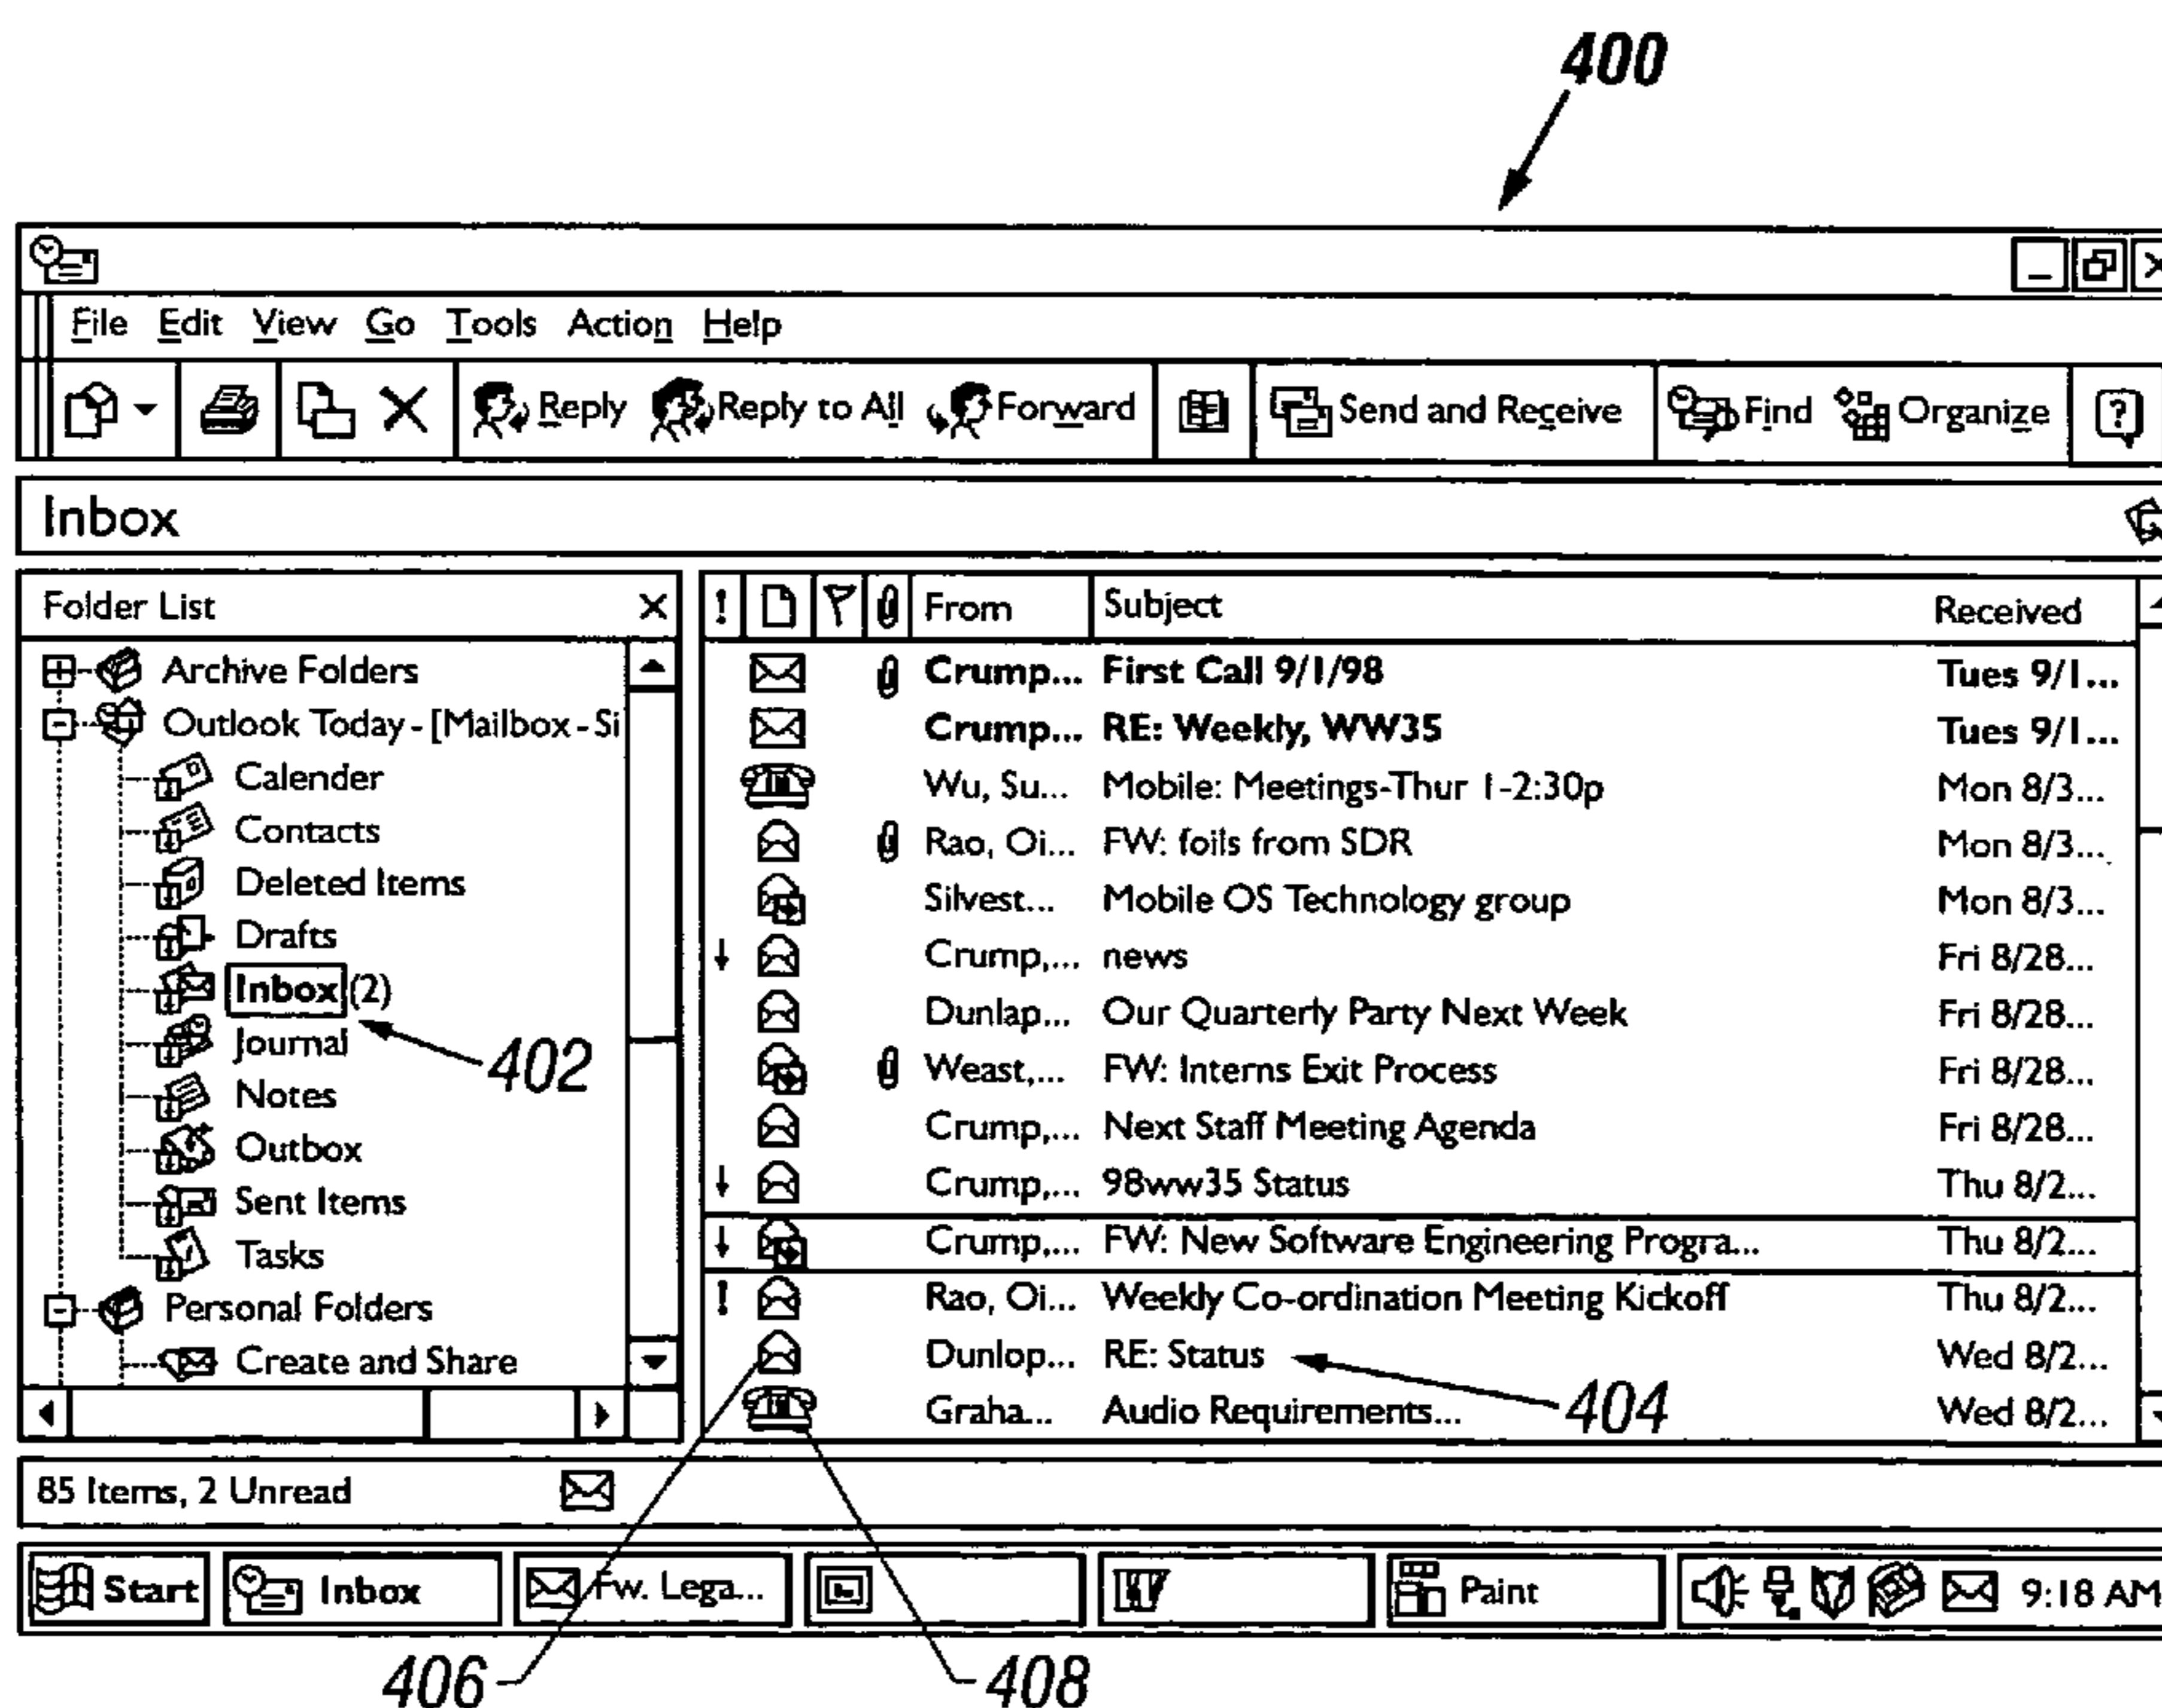 400
File Edit View Go Tools Action Help
Reply Reply to All Forward Send and Receive Find Organize ?
Inbox
Folder List
Archive Folders
Outlook Today - [Mailbox - Si
Calender
Contacts
Deleted Items
Drafts
Inbox (2)
Journal
402
Notes
Outbox
Sent Items
Tasks
Personal Folders
Create and Share
! From Subject Received
Crump... First Call 9/1/98 Tues 9/1...
Crump... RE: Weekly, WW35 Tues 9/1...
Wu, Su... Mobile: Meetings-Thur 1-2:30p Mon 8/3...
Rao, Oi... FW: foils from SDR Mon 8/3...
Silvest... Mobile OS Technology group Mon 8/3...
Crump,... news Fri 8/28...
Dunlap... Our Quarterly Party Next Week Fri 8/28...
Weast,... FW: Interns Exit Process Fri 8/28...
Crump,... Next Staff Meeting Agenda Fri 8/28...
Crump,... 98ww35 Status Thu 8/2...
Crump,... FW: New Software Engineering Progra... Thu 8/2...
! Rao, Oi... Weekly Co-ordination Meeting Kickoff Thu 8/2...
Dunlop... RE: Status Wed 8/2...
404
Graha... Audio Requirements... Wed 8/2...
85 Items, 2 Unread
Start Inbox Fw. Lega... Paint 9:18 AM
406 408